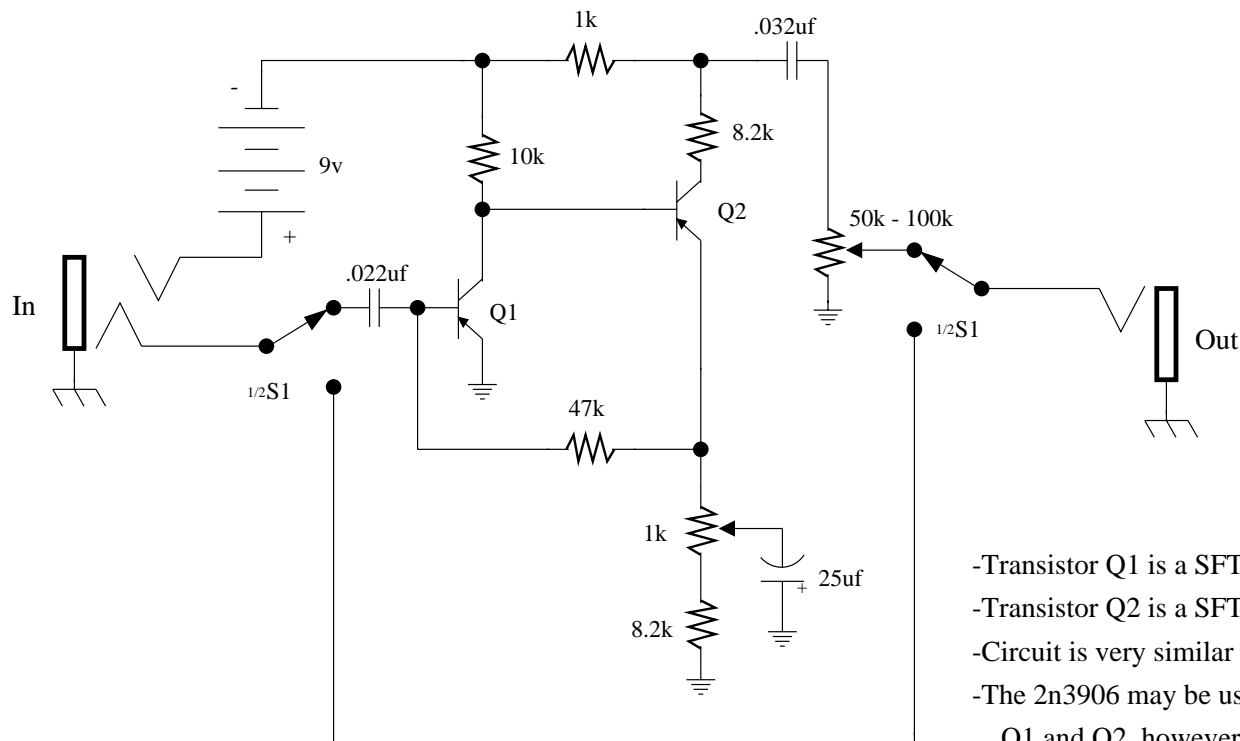 1k
.032uf
-
8.2k
10k
9v
Q2
50k - 100k
+
.022uf
In
Q1
1/2S1
Out
1/2S1
47k
1k
25uf
+
8.2k
-Transistor Q1 is a SFT
-Transistor Q2 is a SFT
-Circuit is very similar
-The 2n3906 may be us
Q1 and Q2, however